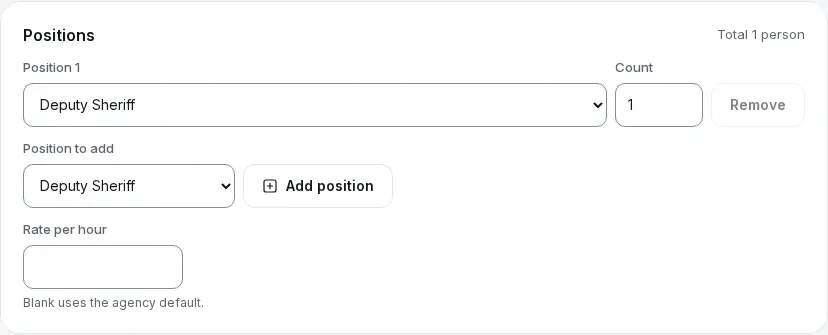 Positions
Total 1 person
Position 1
Count
Deputy Sheriff
1
Remove
Position to add
Deputy Sheriff
Add position
Rate per hour
Blank uses the agency default.